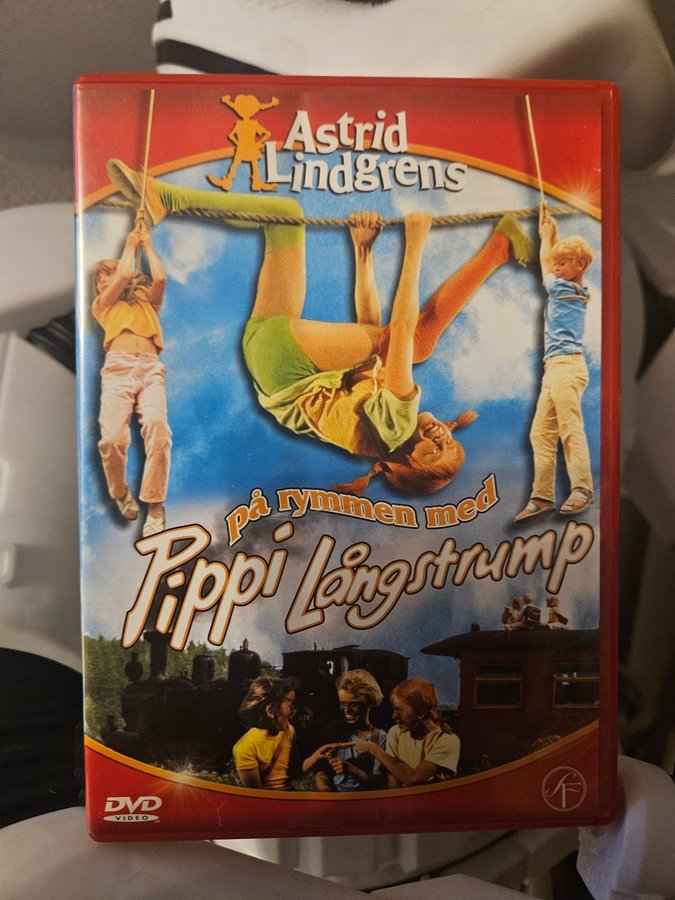 Astrid
Lindgrens
på rymmen med
Pippi Långstrump
DVD
VIDEO
SF